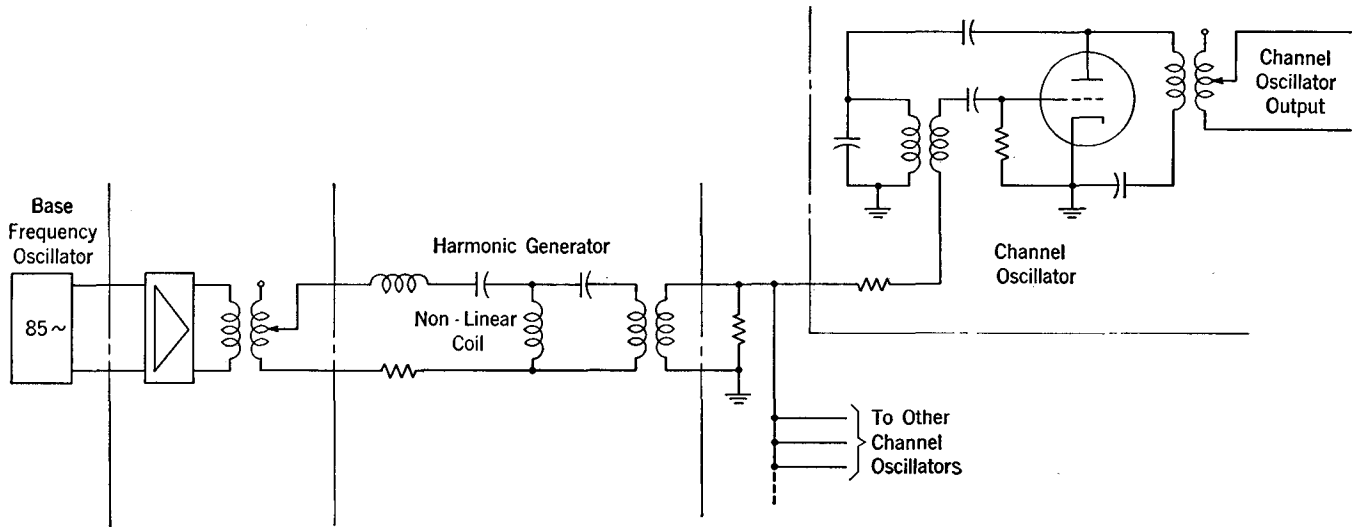 Channel
Oscillator
Output
Base
Frequency
Oscillator
85~
Harmonic Generator
Non-Linear
Coil
Channel
Oscillator
To Other
Channel
Oscillators